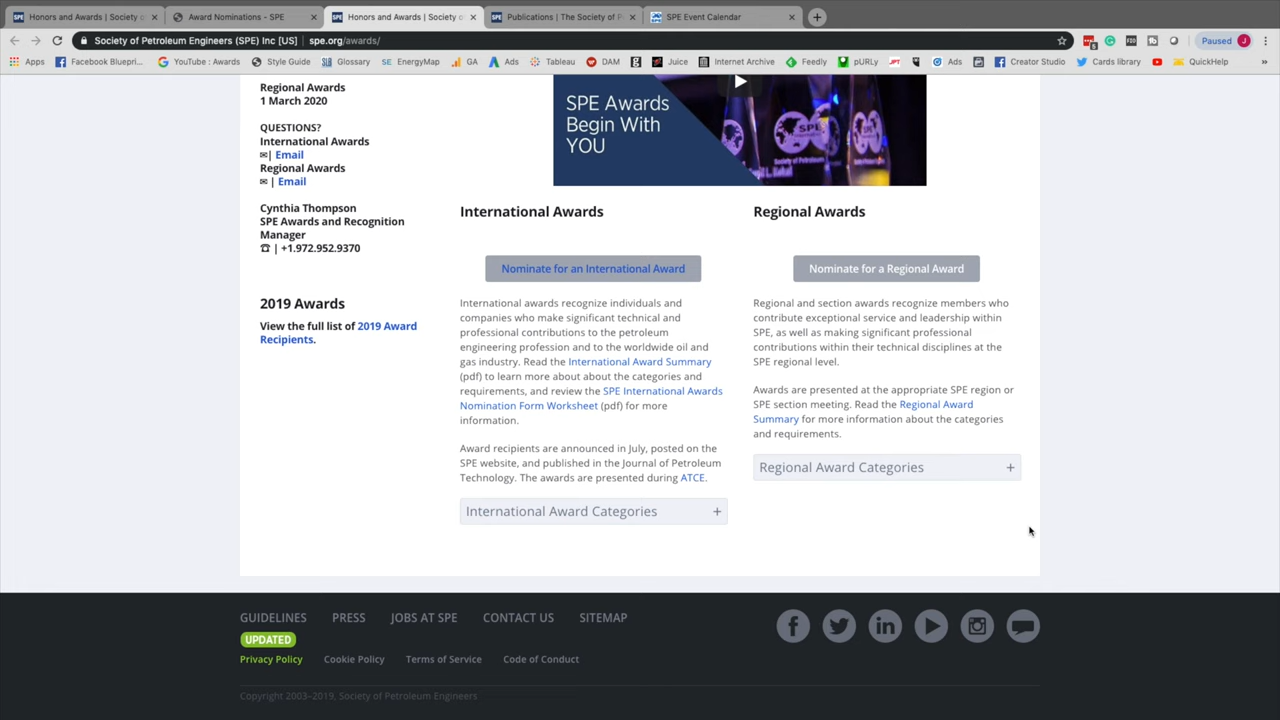 Honors and Awards | Society o
Award Nominations - SPE
Honors and Awards | Society o
Publications | The Society of P
SPE Event Calendar
Society of Petroleum Engineers (SPE) Inc [US] | spe.org/awards/
Paused J
Apps Facebook Bluepri... YouTube : Awards Style Guide Glossary EnergyMap GA Ads Tableau DAM Juice Internet Archive Feedly pURLy Ads Creator Studio Cards library QuickHelp »
Regional Awards
1 March 2020
QUESTIONS?
International Awards
| Email
Regional Awards
| Email
Cynthia Thompson
SPE Awards and Recognition
Manager
| +1.972.952.9370
2019 Awards
View the full list of 2019 Award
Recipients.
SPE Awards
Begin With
YOU
International Awards
Nominate for an International Award
International awards recognize individuals and
companies who make significant technical and
professional contributions to the petroleum
engineering profession and to the worldwide oil and
gas industry. Read the International Award Summary
(pdf) to learn more about about the categories and
requirements, and review the SPE International Awards
Nomination Form Worksheet (pdf) for more
information.
Award recipients are announced in July, posted on the
SPE website, and published in the Journal of Petroleum
Technology. The awards are presented during ATCE.
International Award Categories +
Regional Awards
Nominate for a Regional Award
Regional and section awards recognize members who
contribute exceptional service and leadership within
SPE, as well as making significant professional
contributions within their technical disciplines at the
SPE regional level.
Awards are presented at the appropriate SPE region or
SPE section meeting. Read the Regional Award
Summary for more information about the categories
and requirements.
Regional Award Categories +
GUIDELINES PRESS JOBS AT SPE CONTACT US SITEMAP
UPDATED
Privacy Policy Cookie Policy Terms of Service Code of Conduct
Copyright 2003-2019, Society of Petroleum Engineers